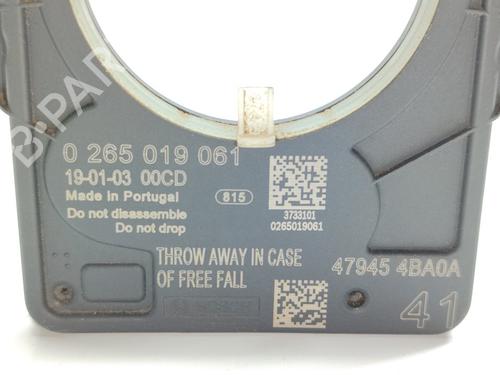 B-PARTS
0 265 019 061
19-01-03 00CD
Made in Portugal
815
Do not disassemble
Do not drop
3733101
0265019061
THROW AWAY IN CASE
OF FREE FALL
47945 4BA0A
BOSCH
41